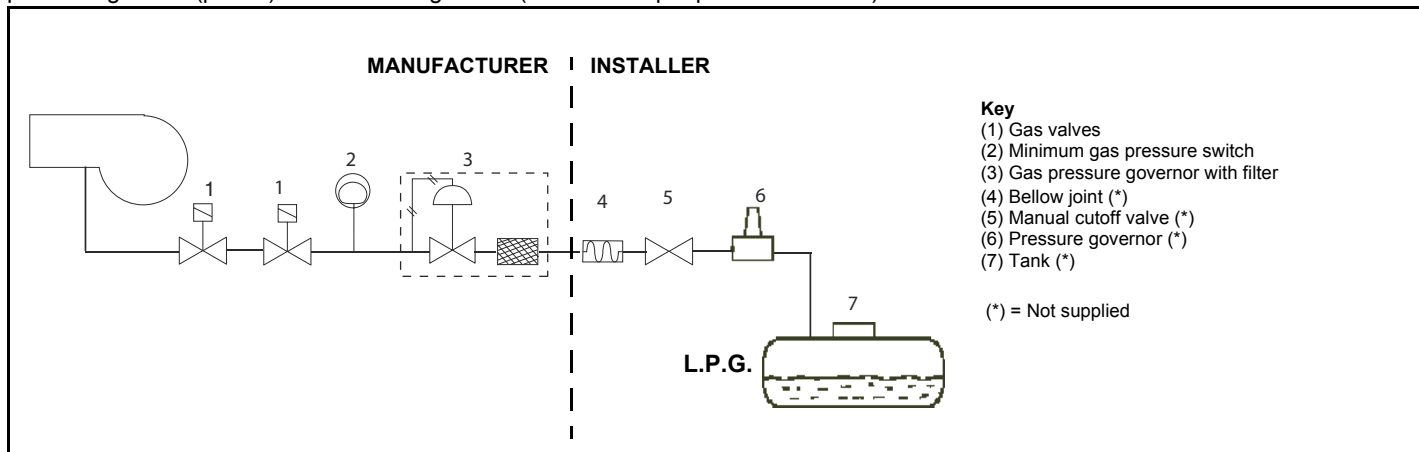 MANUFACTURER INSTALLER
Key
(1) Gas valves
(2) Minimum gas pressure switch
(3) Gas pressure governor with filter
(4) Bellow joint (*)
(5) Manual cutoff valve (*)
(6) Pressure governor (*)
(7) Tank (*)
(*) = Not supplied
1 1 2 3 4 5 6
7
L.P.G.